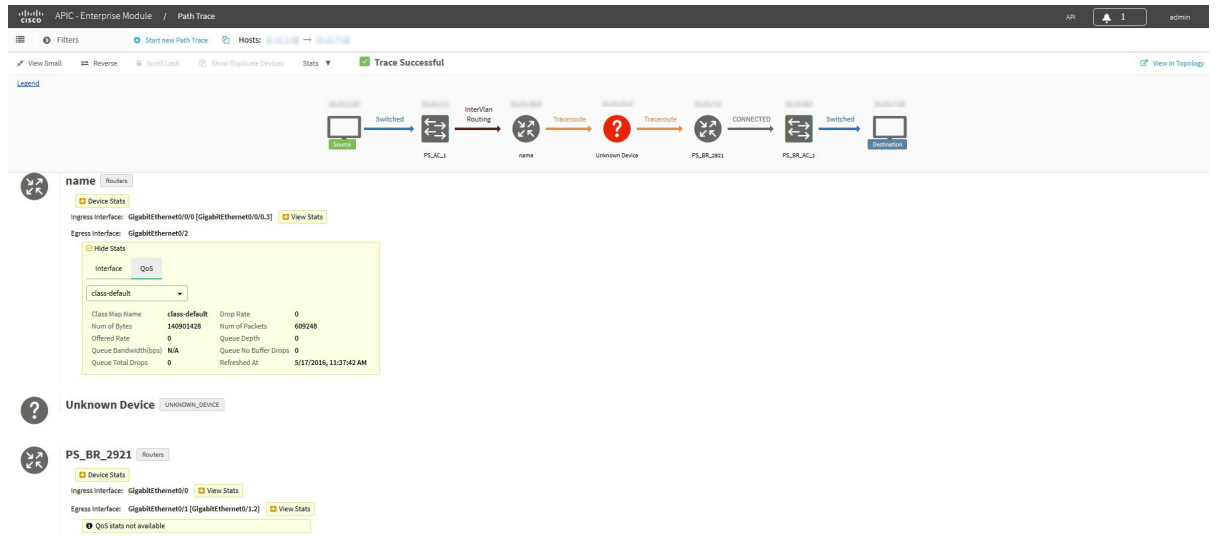 cisco APIC - Enterprise Module / Path Trace API 1 admin
Filters Start new Path Trace Hosts:
View Small Reverse Scroll Lock Show Duplicate Devices Stats ▼ Trace Successful View in Topology
Legend
Switched
InterVlan Routing
Traceroute
Traceroute
CONNECTED
Switched
Source
Destination
PS_AC_1
name
Unknown Device
PS_BR_2921
PS_BR_AC_1
name Routers
Device Stats
Ingress Interface: GigabitEthernet0/0/0 [GigabitEthernet0/0/0.3] View Stats
Egress Interface: GigabitEthernet0/2
Hide Stats
Interface QoS
class-default
Class Map Name class-default Drop Rate 0
Num of Bytes 140901428 Num of Packets 609248
Offered Rate 0 Queue Depth 0
Queue Bandwidth(bps) N/A Queue No Buffer Drops 0
Queue Total Drops 0 Refreshed At 5/17/2016, 11:37:42 AM
Unknown Device UNKNOWN_DEVICE
PS_BR_2921 Routers
Device Stats
Ingress Interface: GigabitEthernet0/0 View Stats
Egress Interface: GigabitEthernet0/1 [GigabitEthernet0/1.2] View Stats
QoS stats not available